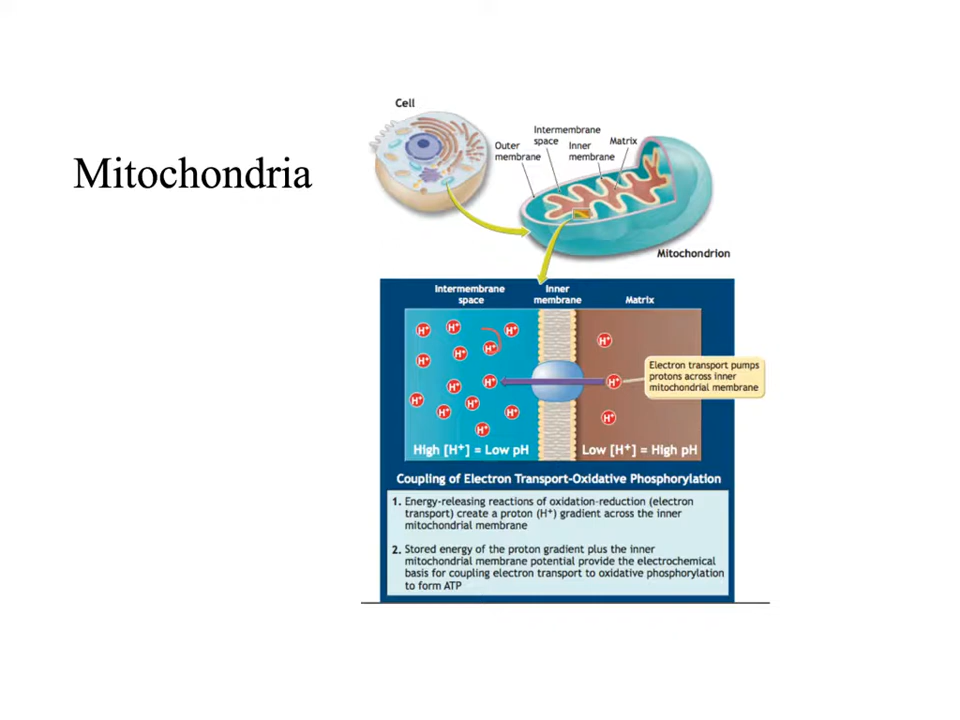 Mitochondria
Cell
Intermembrane
space
Matrix
Outer
membrane
Inner
membrane
Mitochondrion
Intermembrane
space
Inner
membrane
Matrix
H+ H+ H+ H+
H+ H+ H+
H+ H+ H+
H+ H+ H+ H+ H+
H+
Electron transport pumps
protons across inner
mitochondrial membrane
High [H+] = Low pH
Low [H+] = High pH
Coupling of Electron Transport-Oxidative Phosphorylation
1. Energy-releasing reactions of oxidation-reduction (electron
transport) create a proton (H+) gradient across the inner
mitochondrial membrane
2. Stored energy of the proton gradient plus the inner
mitochondrial membrane potential provide the electrochemical
basis for coupling electron transport to oxidative phosphorylation
to form ATP